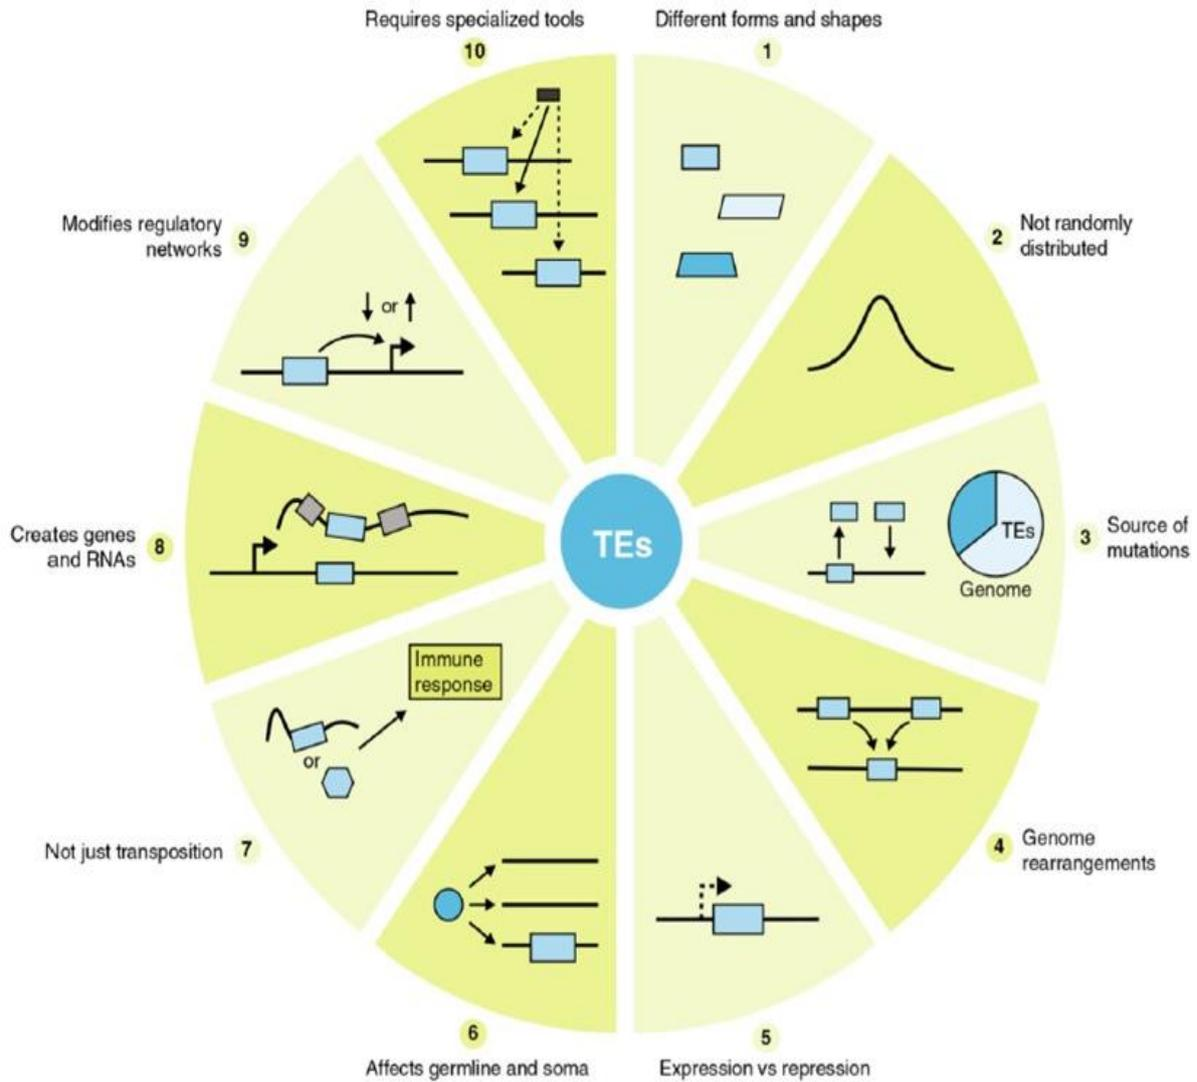 Requires specialized tools
10
Different forms and shapes
1
2
Not randomly
distributed
3
Source of
mutations
TEs
Genome
4
Genome
rearrangements
5
Expression vs repression
6
Affects germline and soma
Not just transposition
7
Immune
response
or
Creates genes
and RNAs
8
Modifies regulatory
networks
9
or
TEs